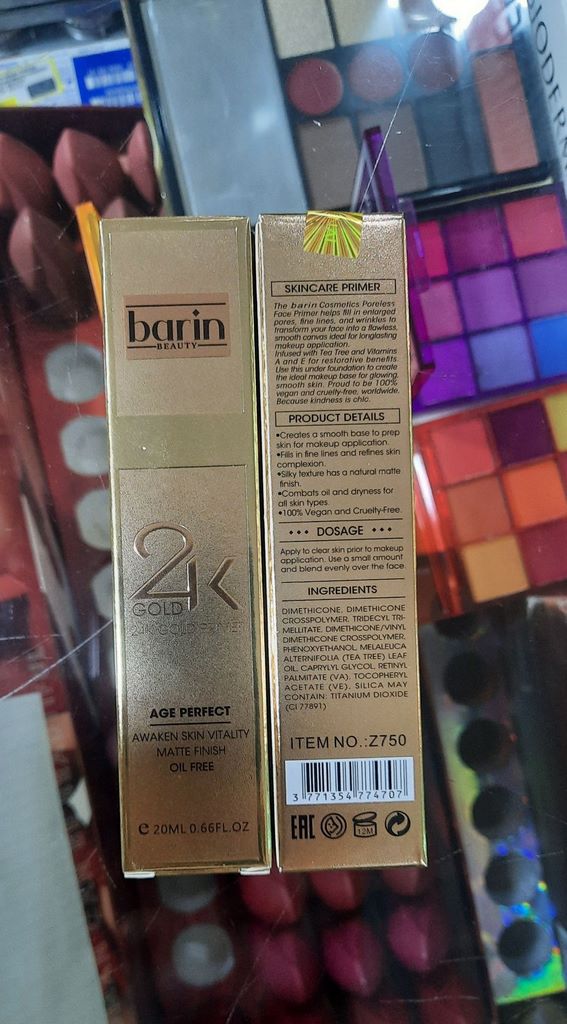 BIODERM
barin
BEAUTY
24K
GOLD
24K GOLD PRIMER
AGE PERFECT
AWAKEN SKIN VITALITY
MATTE FINISH
OIL FREE
e 20ML 0.66FL.OZ
SKINCARE PRIMER
The barin Cosmetics Poreless
Face Primer helps fill in enlarged
pores, fine lines, and wrinkles to
transform your face into a flawless,
smooth canvas ideal for longlasting
makeup application.
Infused with Tea Tree and Vitamins
A and E for restorative benefits.
Use this under foundation to create
the ideal makeup base for glowing,
smooth skin. Proud to be 100%
vegan and cruelty-free, worldwide.
Because kindness is chic.
PRODUCT DETAILS
•Creates a smooth base to prep
skin for makeup application.
•Fills in fine lines and refines skin
complexion.
•Silky texture has a natural matte
finish.
•Combats oil and dryness for
all skin types.
•100% Vegan and Cruelty-Free.
••• DOSAGE •••
Apply to clear skin prior to makeup
application. Use a small amount
and blend evenly over the face.
INGREDIENTS
DIMETHICONE, DIMETHICONE
CROSSPOLYMER, TRIDECYL TRI-
MELLITATE, DIMETHICONE/VINYL
DIMETHICONE CROSSPOLYMER,
PHENOXYETHANOL, MELALEUCA
ALTERNIFOLIA (TEA TREE) LEAF
OIL, CAPRYLYL GLYCOL, RETINYL
PALMITATE (VA), TOCOPHERYL
ACETATE (VE), SILICA MAY
CONTAIN: TITANIUM DIOXIDE
(CI 77891)
ITEM NO.:Z750
3 771354 774707
EAC
12M